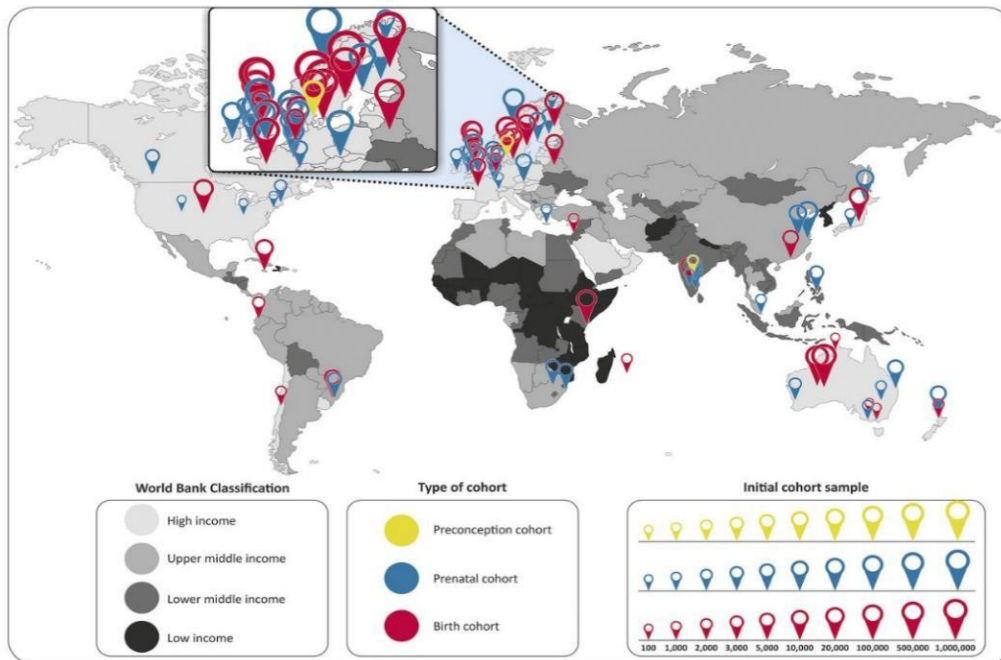 World Bank Classification
High income
Upper middle income
Lower middle income
Low income
Type of cohort
Preconception cohort
Prenatal cohort
Birth cohort
Initial cohort sample
100 1,000 2,000 3,000 5,000 10,000 20,000 100,000 500,000 1,000,000